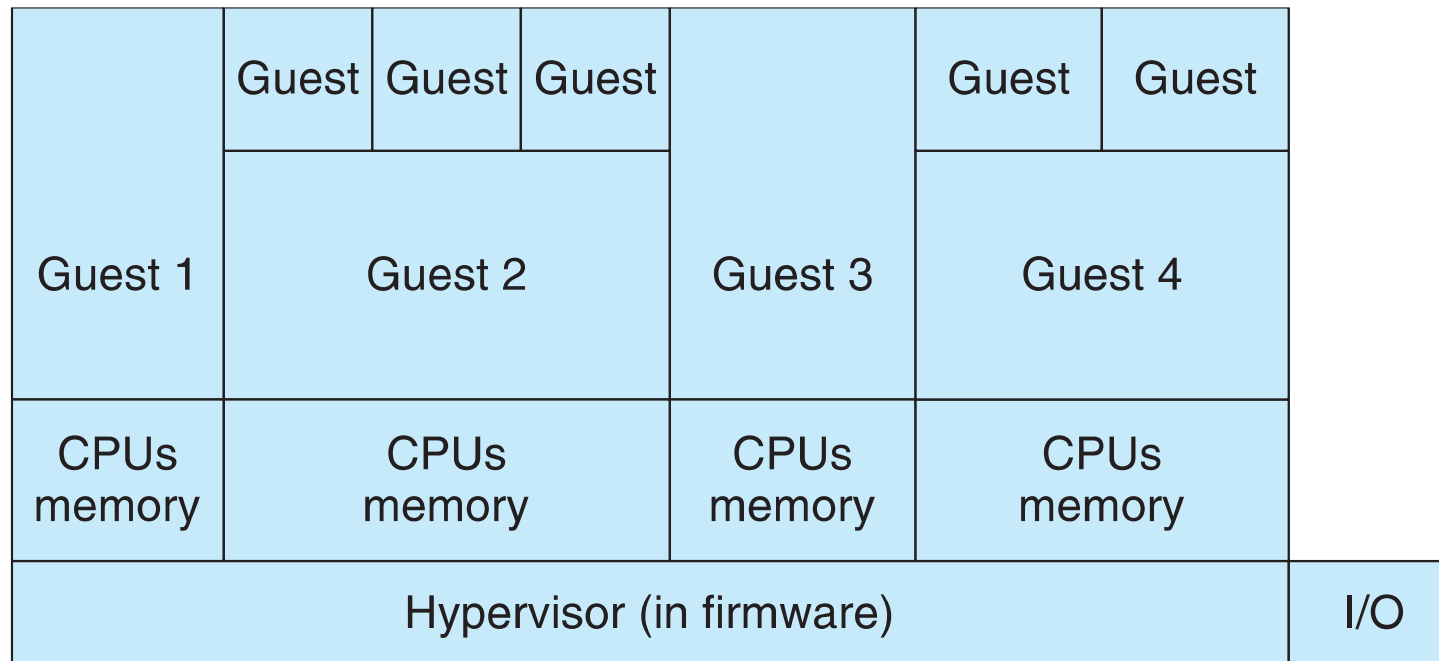 Guest Guest Guest Guest Guest
Guest 1 Guest 2 Guest 3 Guest 4
CPUs CPUs CPUs CPUs
memory memory memory memory
Hypervisor (in firmware) I/O